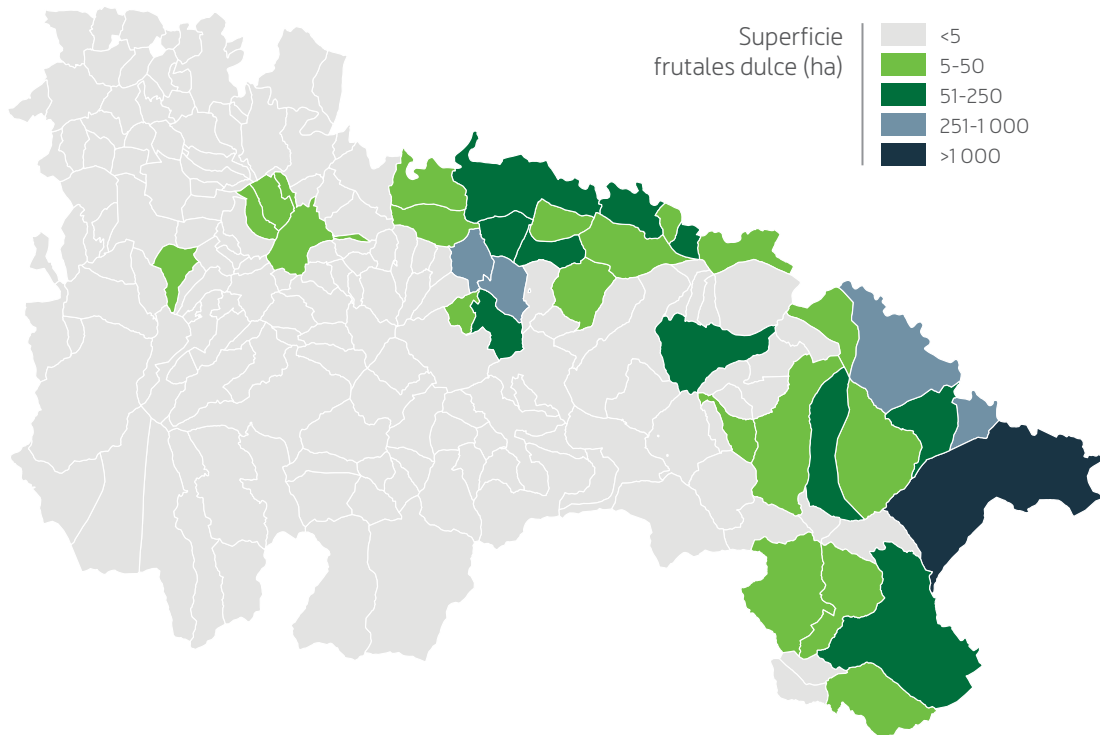 Superficie
frutales dulce (ha)
<5
5-50
51-250
251-1 000
>1 000